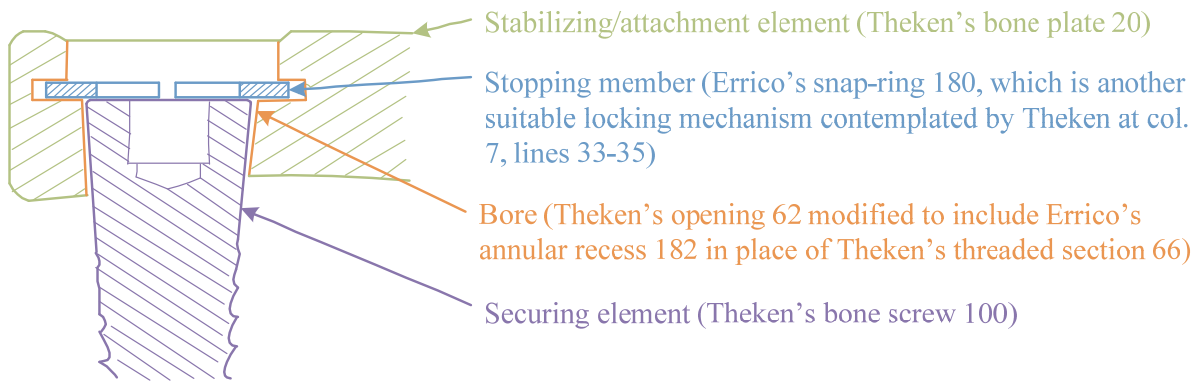 Stabilizing/attachment element (Theken's bone plate 20)
Stopping member (Errico's snap-ring 180, which is another
suitable locking mechanism contemplated by Theken at col.
7, lines 33-35)
Bore (Theken's opening 62 modified to include Errico's
annular recess 182 in place of Theken's threaded section 66)
Securing element (Theken's bone screw 100)